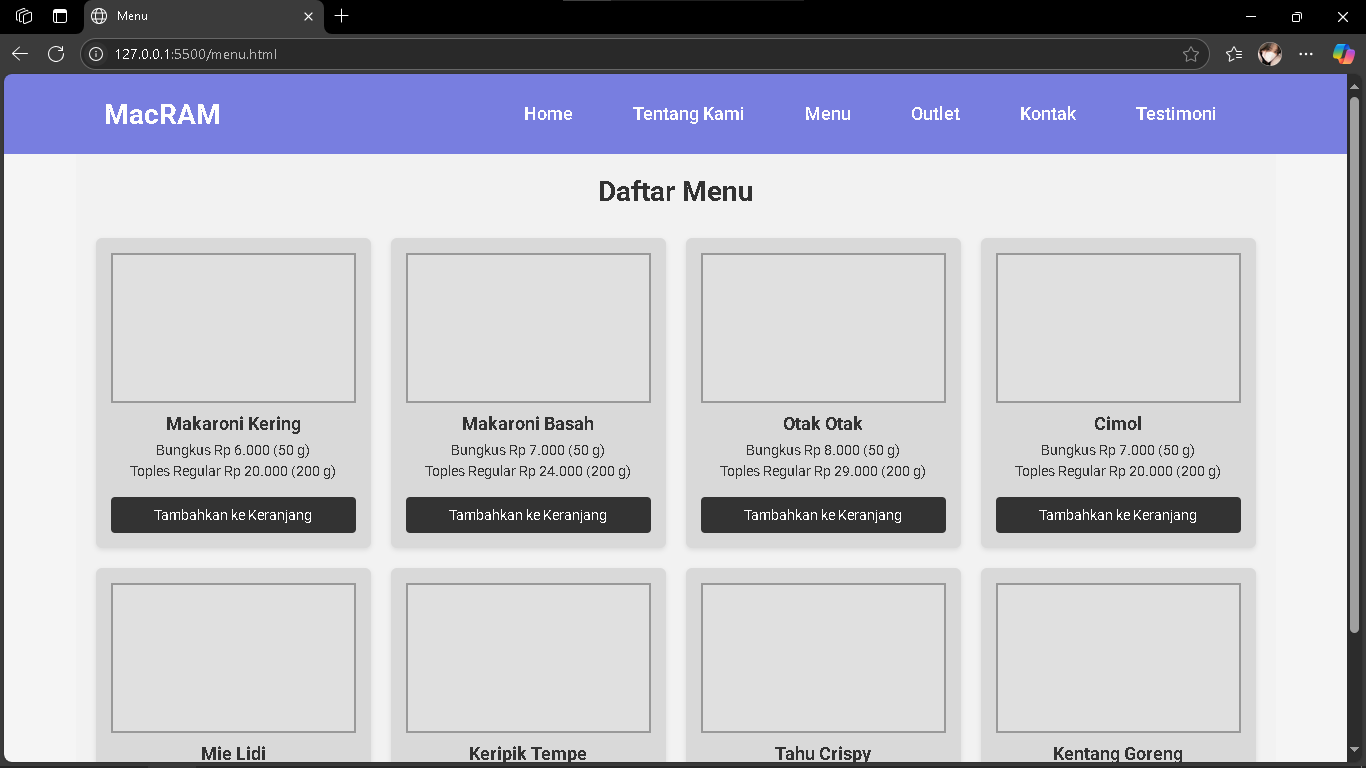 Menu
127.0.0.1:5500/menu.html
MacRAM Home Tentang Kami Menu Outlet Kontak Testimoni
Daftar Menu
Makaroni Kering
Bungkus Rp 6.000 (50 g)
Toples Regular Rp 20.000 (200 g)
Tambahkan ke Keranjang
Makaroni Basah
Bungkus Rp 7.000 (50 g)
Toples Regular Rp 24.000 (200 g)
Tambahkan ke Keranjang
Otak Otak
Bungkus Rp 8.000 (50 g)
Toples Regular Rp 29.000 (200 g)
Tambahkan ke Keranjang
Cimol
Bungkus Rp 7.000 (50 g)
Toples Regular Rp 20.000 (200 g)
Tambahkan ke Keranjang
Mie Lidi
Keripik Tempe
Tahu Crispy
Kentang Goreng